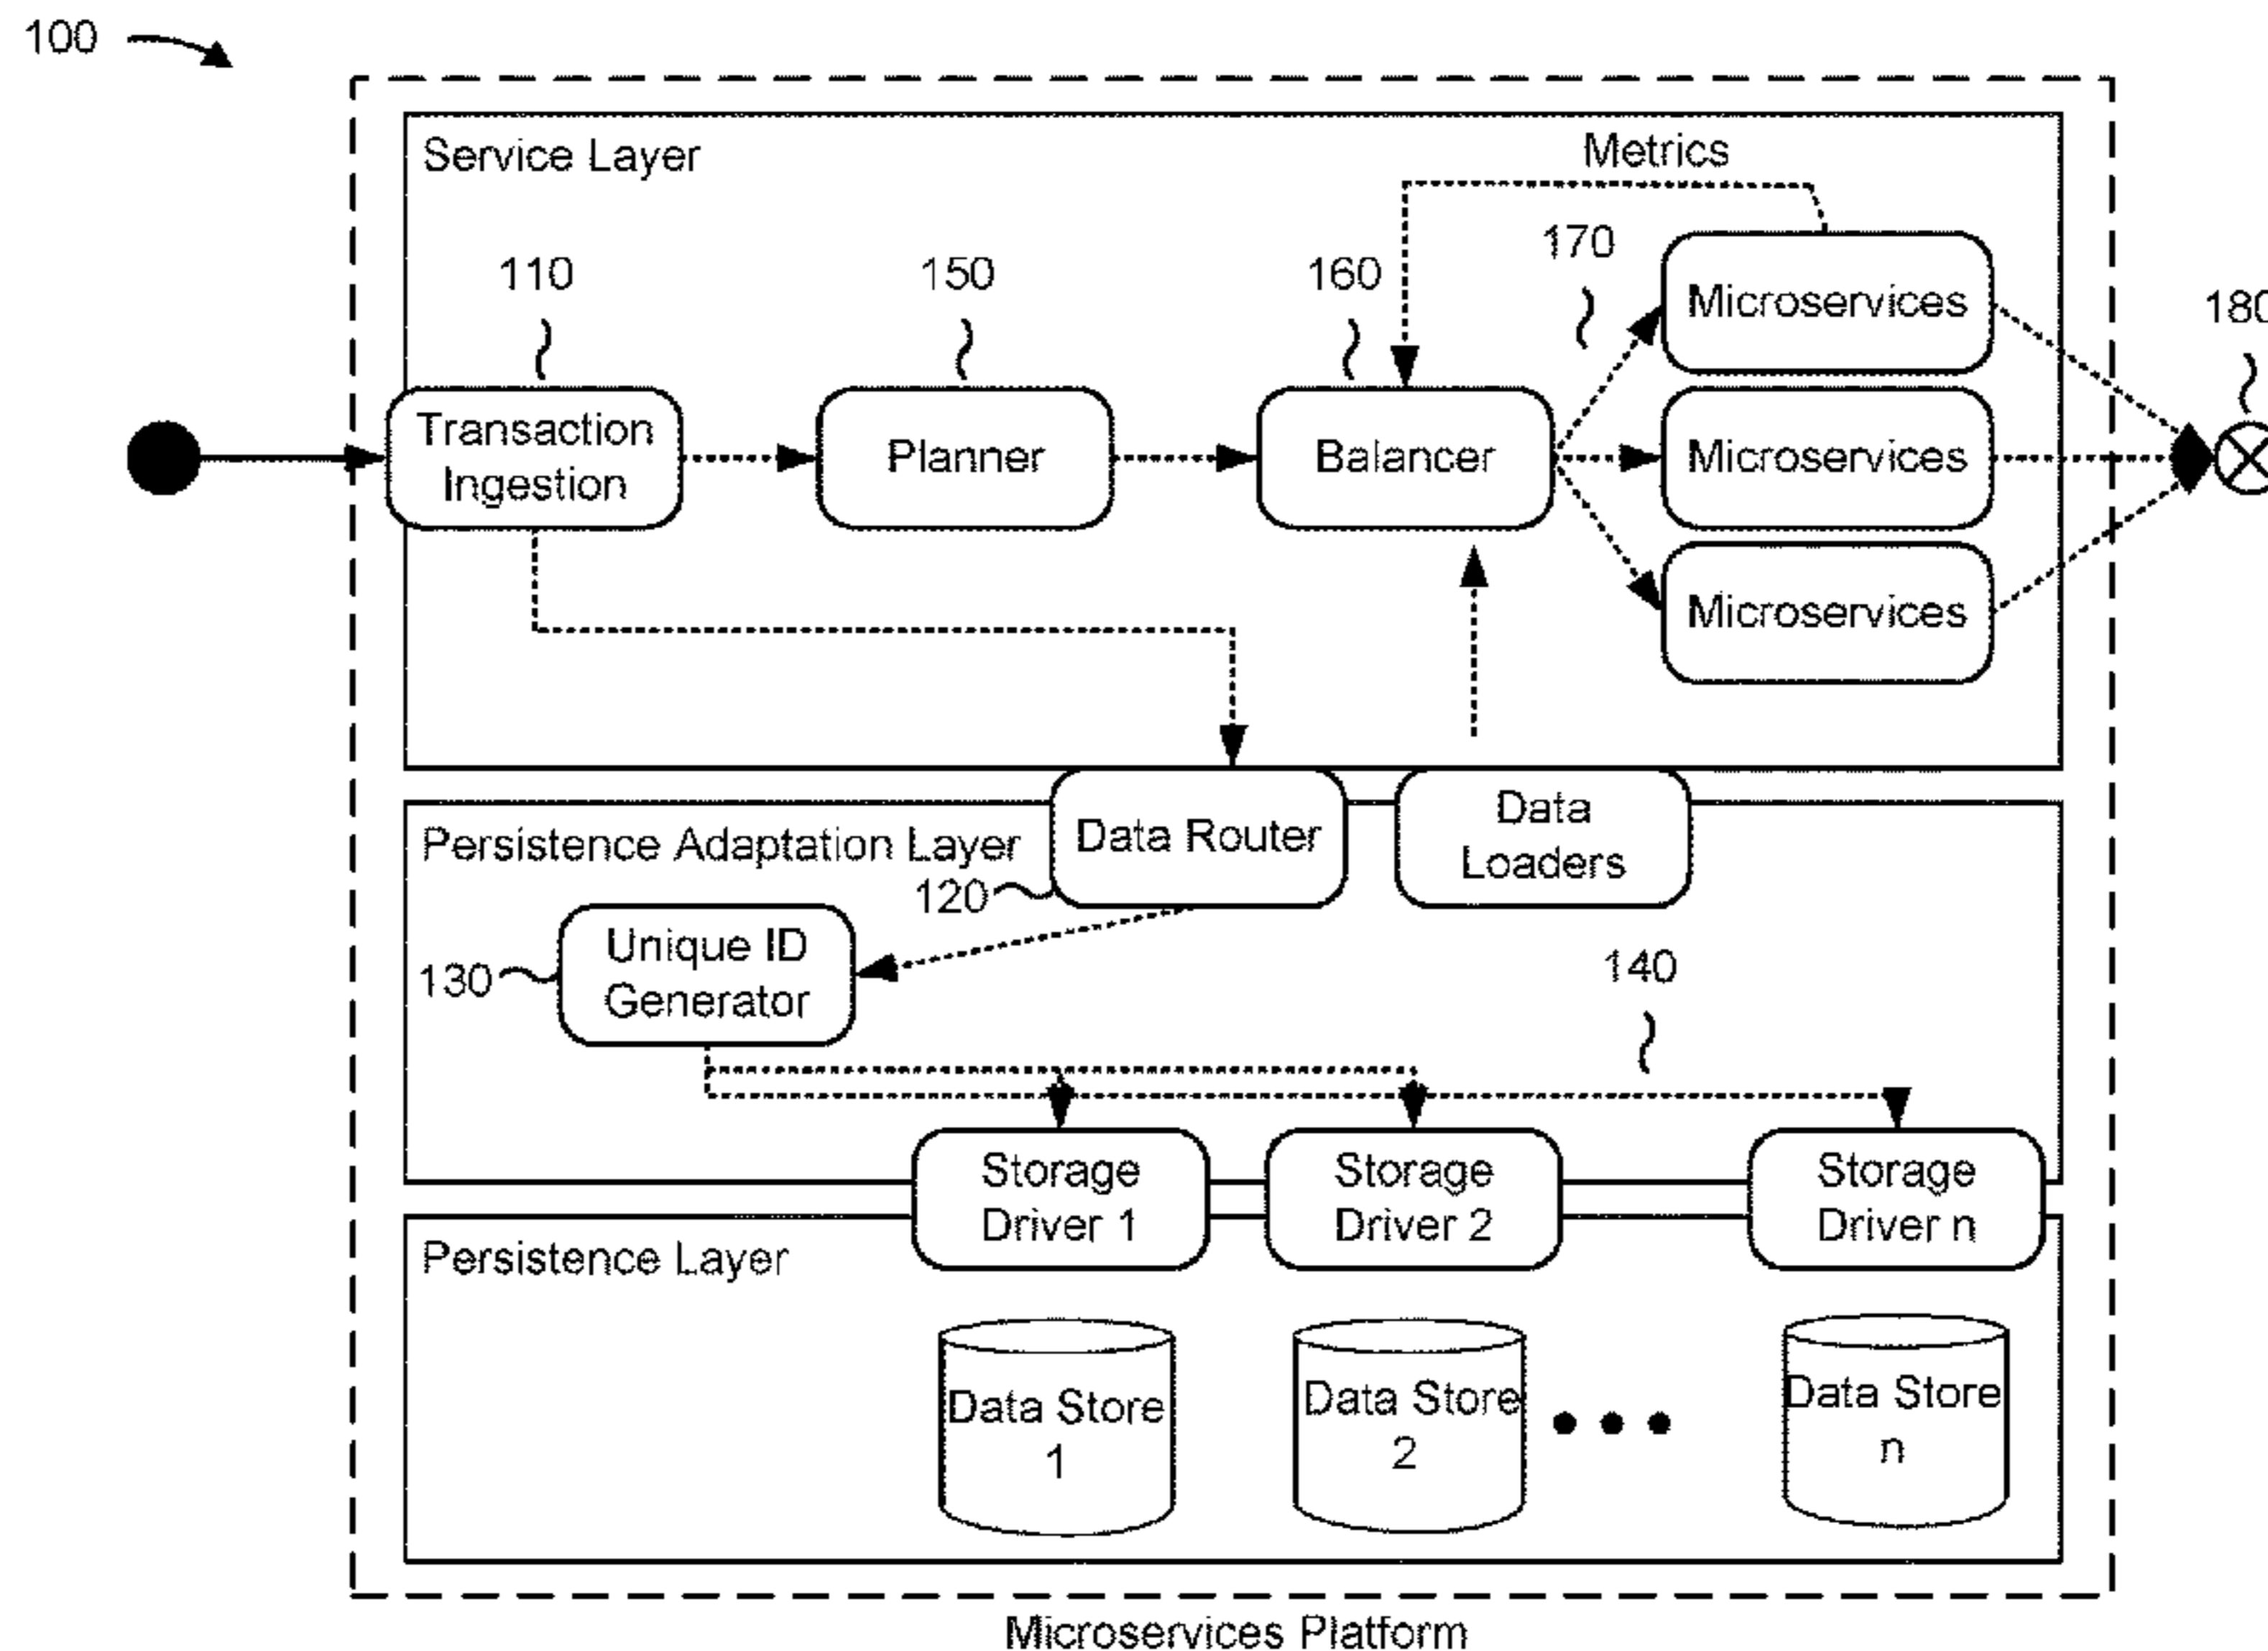 100
Service Layer
Metrics
110
150
160
170
180
Transaction
Ingestion
Planner
Balancer
Microservices
Microservices
Microservices
Persistence Adaptation Layer
Data Router
Data
Loaders
120
130
Unique ID
Generator
140
Storage
Driver 1
Storage
Driver 2
Storage
Driver n
Persistence Layer
Data Store
1
Data Store
2
Data Store
n
Microservices Platform